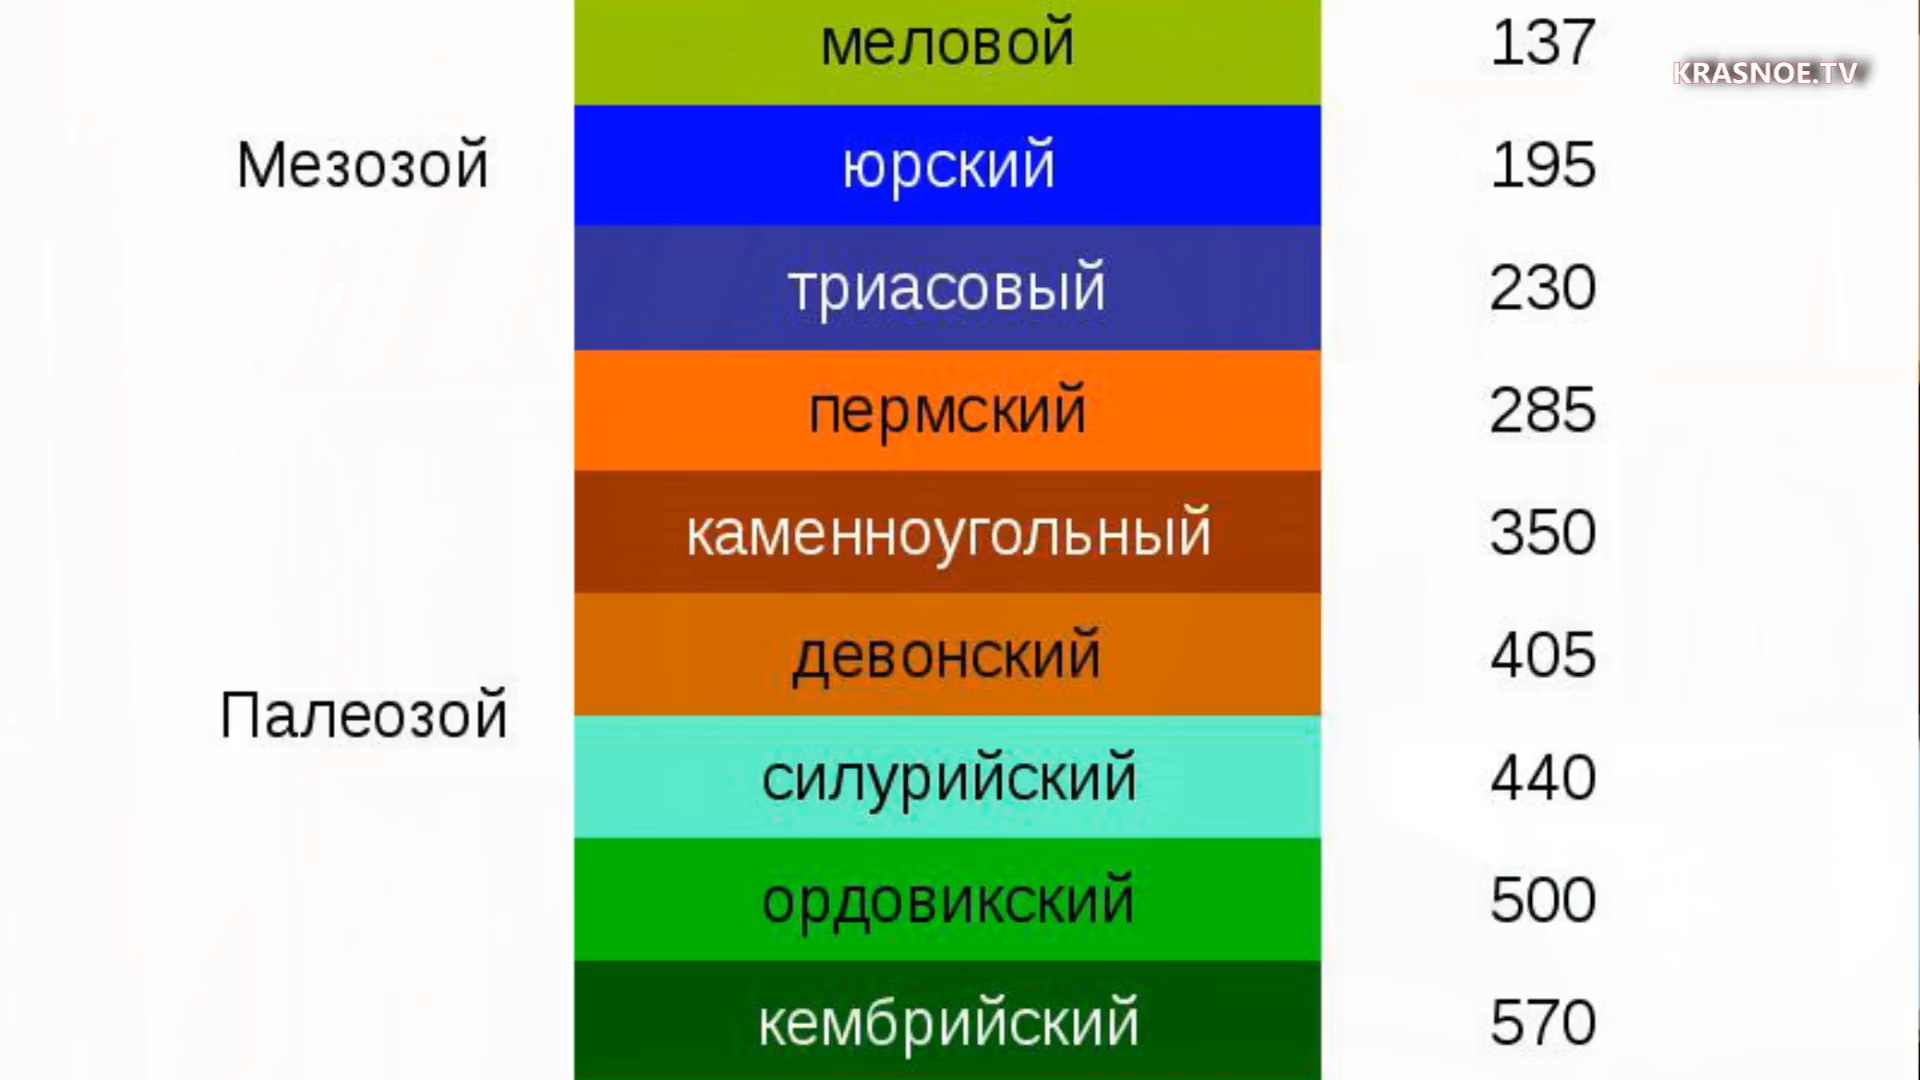 меловой 137
KRASNOE.TV
Мезозой юрский 195
триасовый 230
пермский 285
каменноугольный 350
девонский 405
Палеозой
силурийский 440
ордовикский 500
кембрийский 570